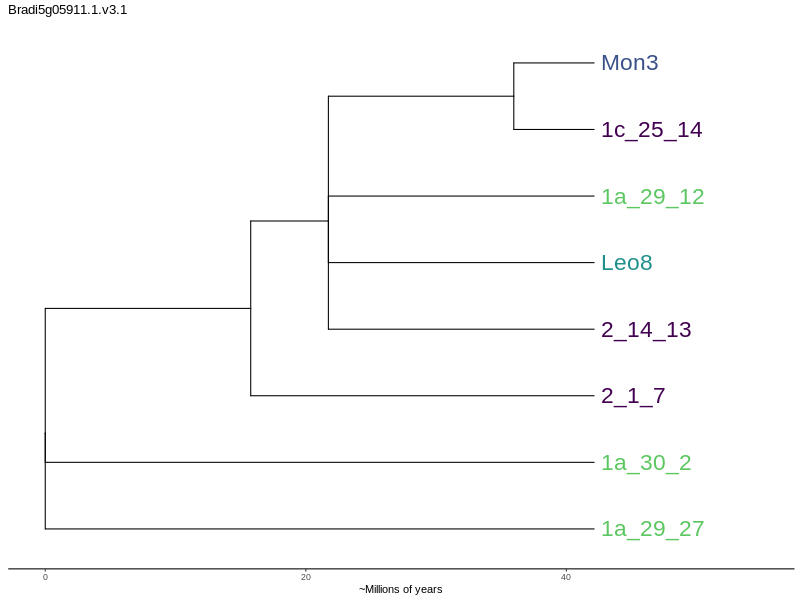 Bradi5g05911.1.v3.1
Mon3
1c_25_14
1a_29_12
Leo8
2_14_13
2_1_7
1a_30_2
1a_29_27
0 20 40
~Millions of years